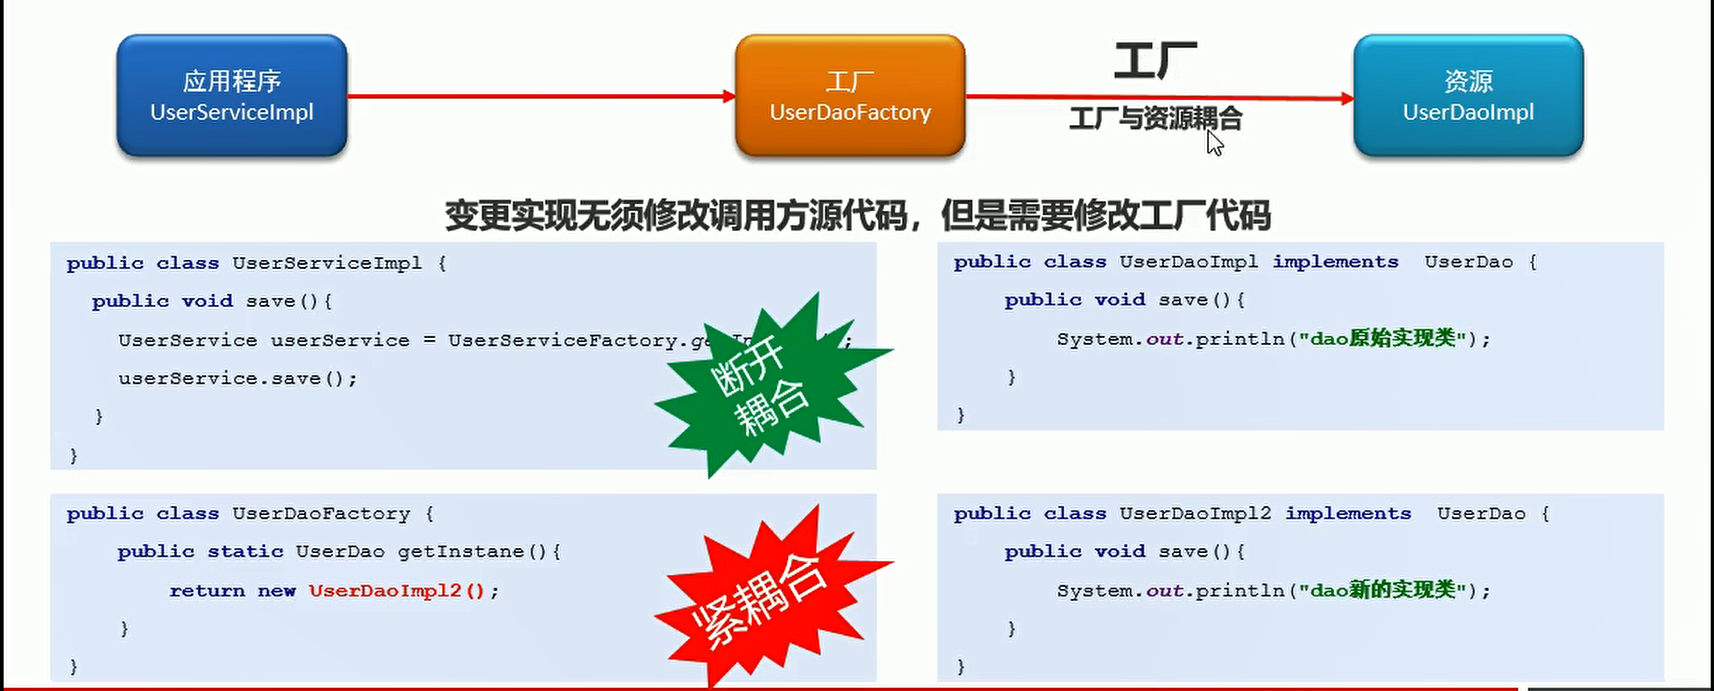 应用程序
UserServiceImpl
工厂
UserDaoFactory
工厂
工厂与资源耦合
资源
UserDaoImpl
变更实现无须修改调用方源代码，但是需要修改工厂代码
public class UserServiceImpl {
public void save(){
UserService userService = UserServiceFactory.
userService.save();
}
}
断开
耦合
public class UserDaoImpl implements UserDao {
public void save(){
System.out.println("dao原始实现类");
}
}
public class UserDaoFactory {
public static UserDao getInstane(){
return new UserDaoImpl2();
}
}
紧耦合
public class UserDaoImpl2 implements UserDao {
public void save(){
System.out.println("dao新的实现类");
}
}